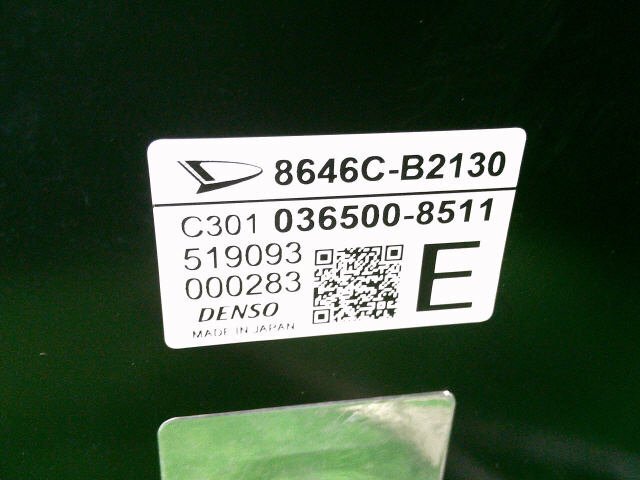 8646C-B2130
C301 036500-8511
519093
000283
E
DENSO
MADE IN JAPAN